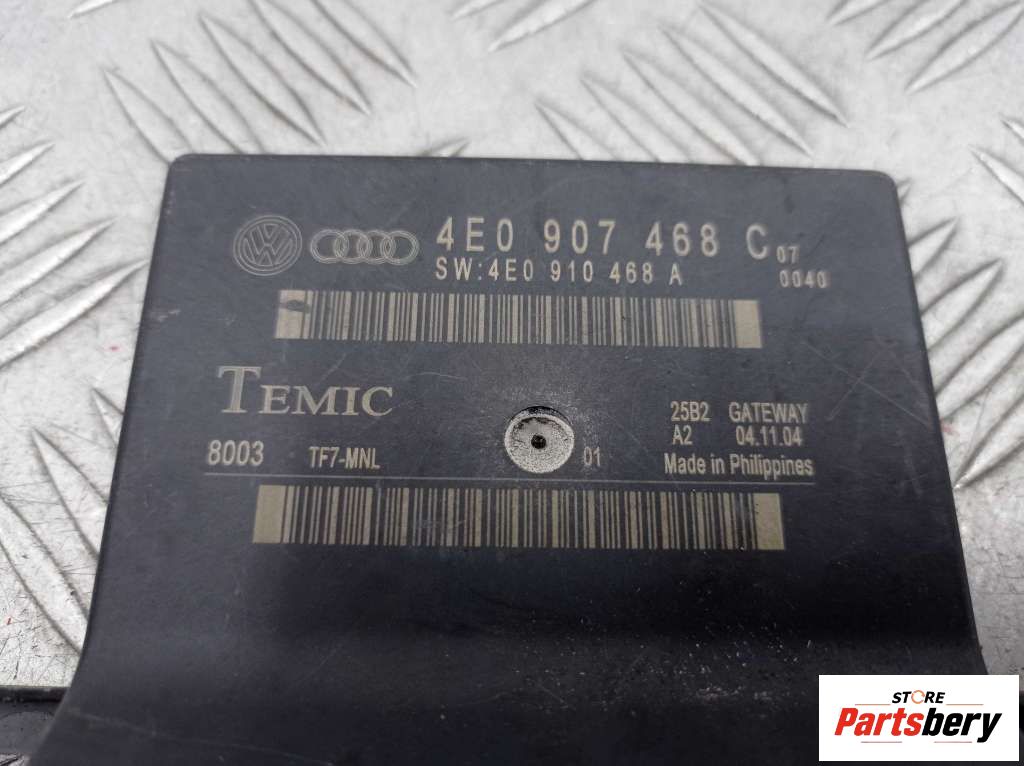 4E0 907 468 C 07
SW:4E0 910 468 A 0040
TEMIC
25B2 GATEWAY
A2 04.11.04
8003 TF7-MNL 01 Made in Philippines
STORE
Partsbery